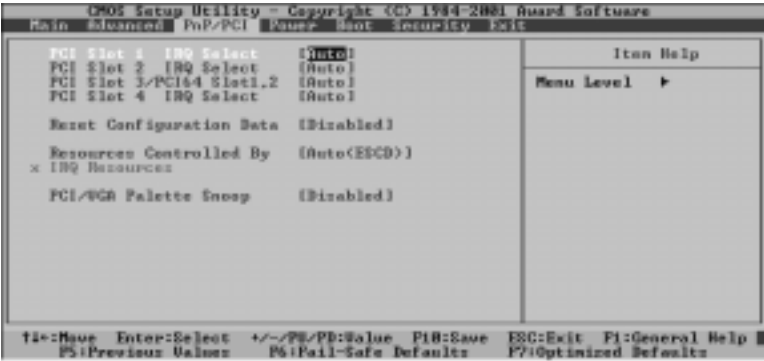 CMOS Setup Utility - Copyright (C) 1984-2001 Award Software
Main Advanced PnP/PCI Power Boot Security Exit
PCI Slot 1 IRQ Select [Auto]
PCI Slot 2 IRQ Select [Auto]
PCI Slot 3/PCI64 Slot1,2 [Auto]
PCI Slot 4 IRQ Select [Auto]
Reset Configuration Data [Disabled]
Resources Controlled By [Auto(ESCD)]
x IRQ Resources
PCI/VGA Palette Snoop [Disabled]
Item Help
Menu Level ▶
↑↓←:Move Enter:Select +/-/PU/PD:Value F10:Save ESC:Exit F1:General Help
F5:Previous Values F6:Fail-Safe Defaults F7:Optimized Defaults